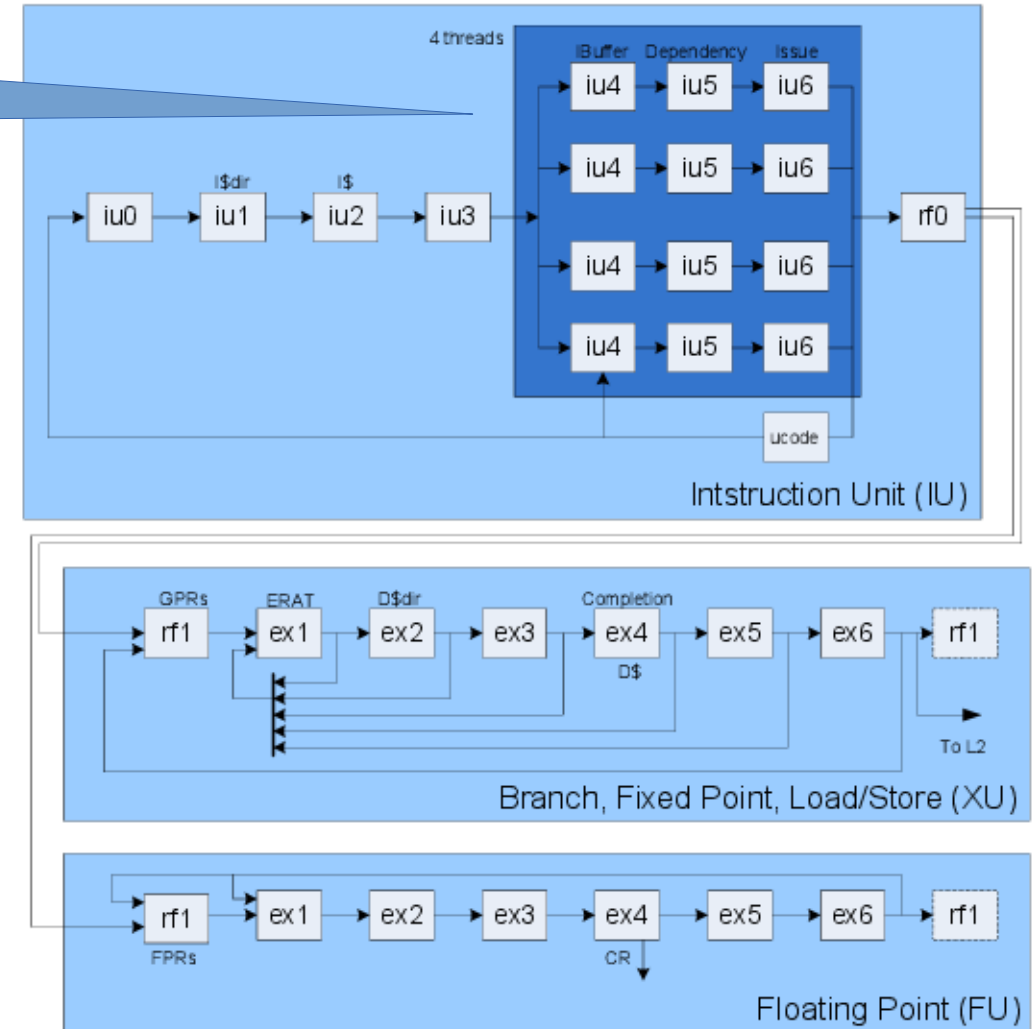 4 threads
IBuffer Dependency Issue
iu4 iu5 iu6
iu4 iu5 iu6
I$dir I$
iu0 iu1 iu2 iu3 rf0
iu4 iu5 iu6
iu4 iu5 iu6
ucode
Intstruction Unit (IU)
GPRs ERAT D$dir Completion
rf1 ex1 ex2 ex3 ex4 ex5 ex6 rf1
D$
To L2
Branch, Fixed Point, Load/Store (XU)
rf1 ex1 ex2 ex3 ex4 ex5 ex6 rf1
FPRs CR
Floating Point (FU)